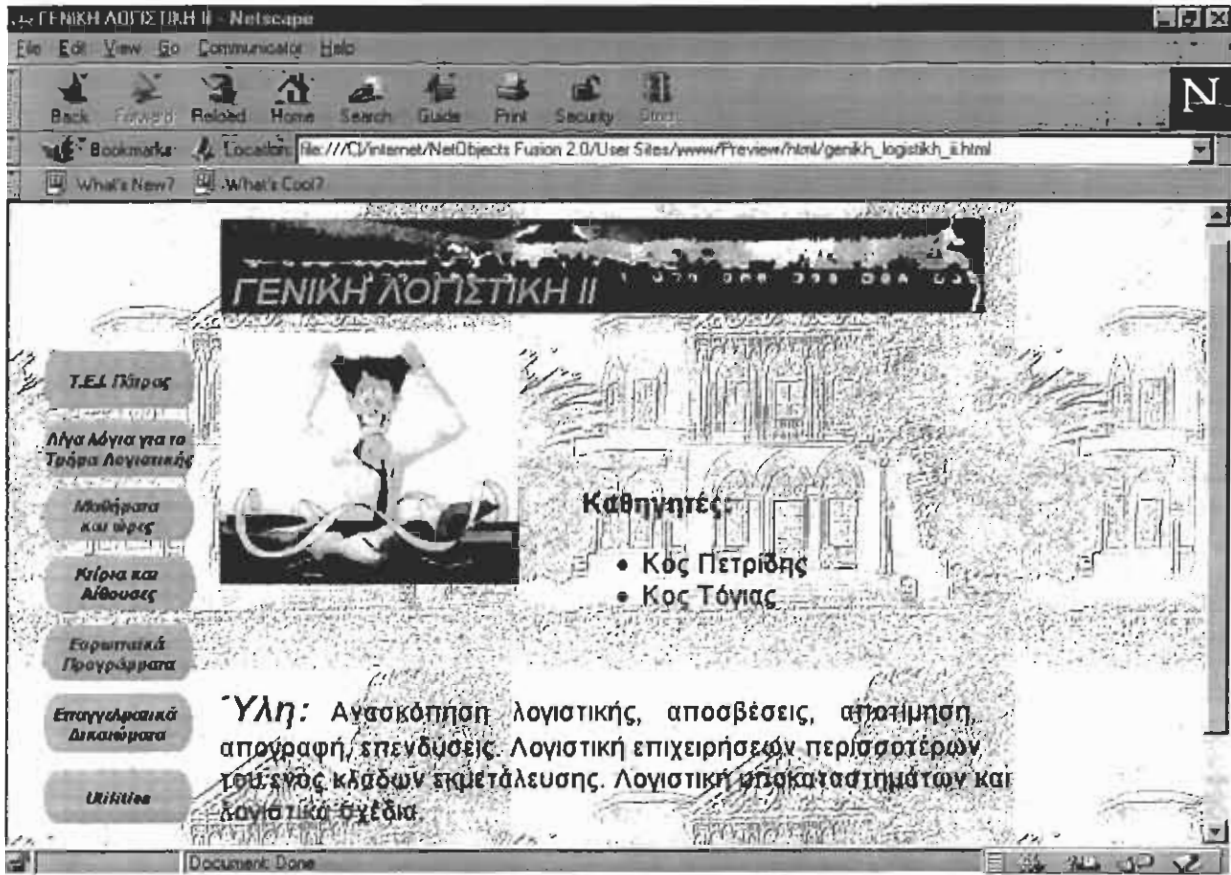 ΓΕΝΙΚΗ ΛΟΓΙΣΤΙΚΗ II - Netscape
File Edit View Go Communicator Help
Back Forward Reload Home Search Guide Print Security Stop
Bookmarks Location: file:///C|/internet/NetObjects Fusion 2.0/User Sites/www/Preview/html/genikh_logistikh_ii.html
What's New? What's Cool?
N
ΓΕΝΙΚΗ ΛΟΓΙΣΤΙΚΗ II
Τ.Ε.Ι. Πάτρας
Λίγα λόγια για το
Τμήμα Λογιστικής
Μαθήματα
και ώρες
Κτίρια και
Αίθουσες
Ευρωπαικά
Προγράμματα
Επαγγελματικά
Δικαιώματα
Utilities
Καθηγητές:
• Κος Πετρίδης
• Κος Τόγιας
Ύλη: Ανασκόπηση λογιστικής, αποσβέσεις, αποτίμηση,
απογραφή, επενδύσεις. Λογιστική επιχειρήσεων περισσοτέρων
του ενός κλάδων εκμετάλευσης. Λογιστική υποκαταστημάτων και
λογιστικά σχέδια.
Document: Done